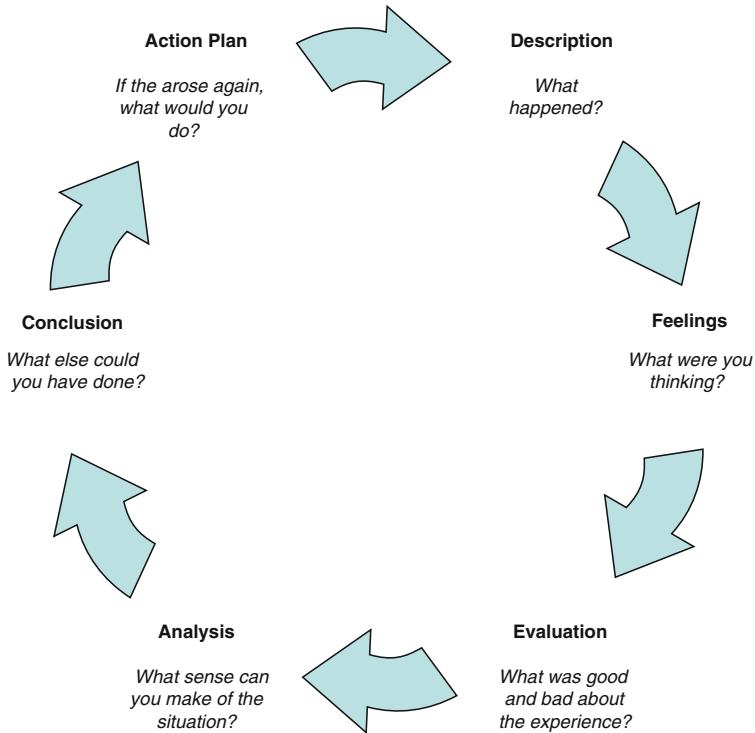 Action Plan
If the arose again,
what would you
do?
Description
What
happened?
Feelings
What were you
thinking?
Evaluation
What was good
and bad about
the experience?
Analysis
What sense can
you make of the
situation?
Conclusion
What else could
you have done?